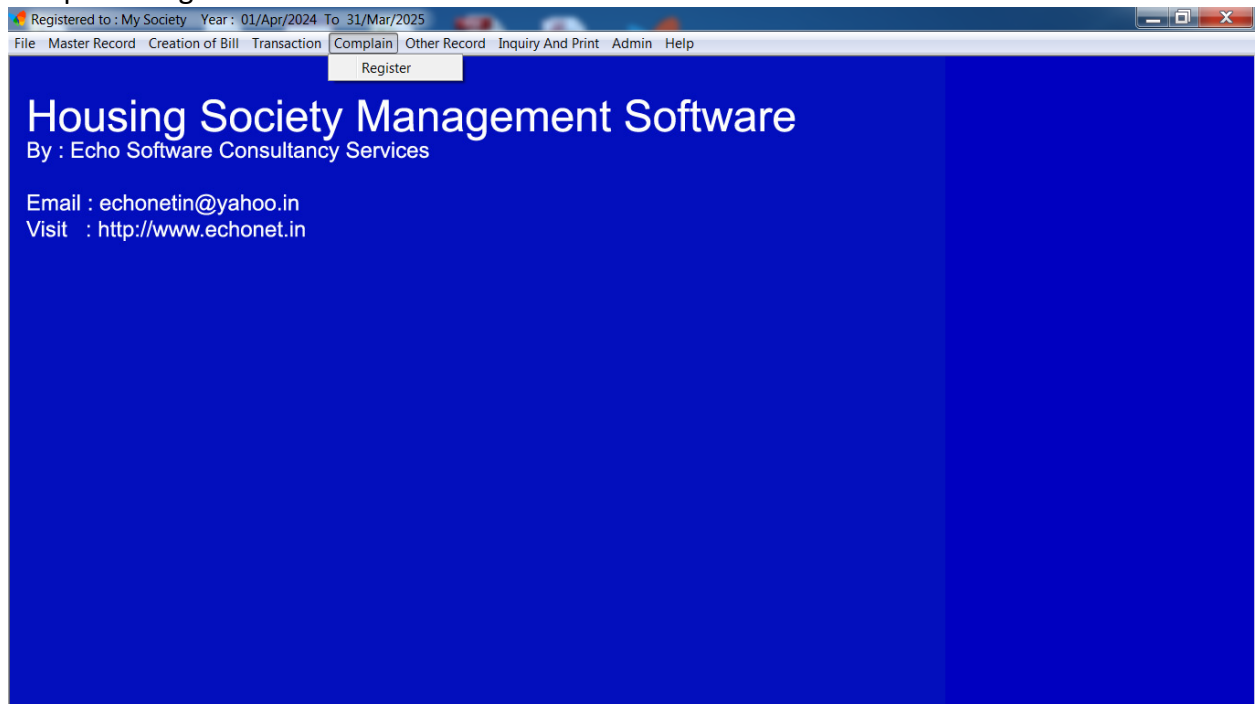 Registered to : My Society Year : 01/Apr/2024 To 31/Mar/2025
File Master Record Creation of Bill Transaction Complain Other Record Inquiry And Print Admin Help
Register
Housing Society Management Software
By : Echo Software Consultancy Services
Email : echonetin@yahoo.in
Visit : http://www.echonet.in